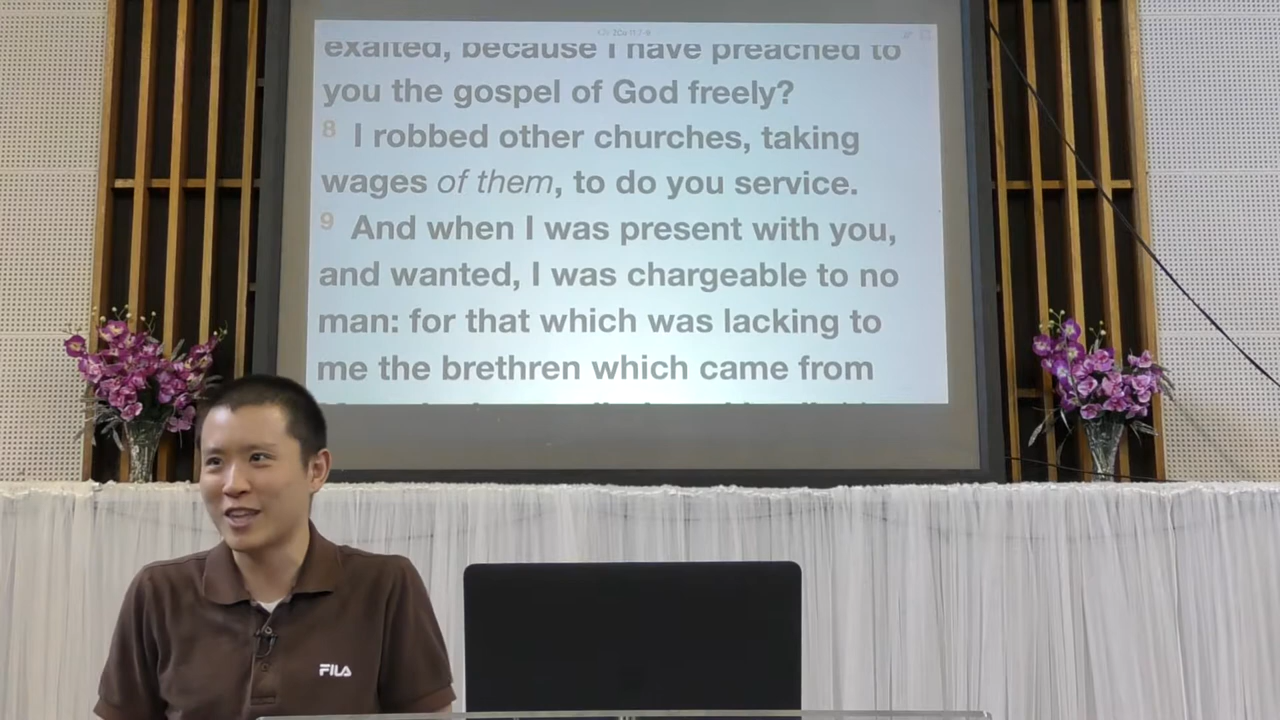 exalted, because I have preached to
you the gospel of God freely?
8 I robbed other churches, taking
wages of them, to do you service.
9 And when I was present with you,
and wanted, I was chargeable to no
man: for that which was lacking to
me the brethren which came from
FILA